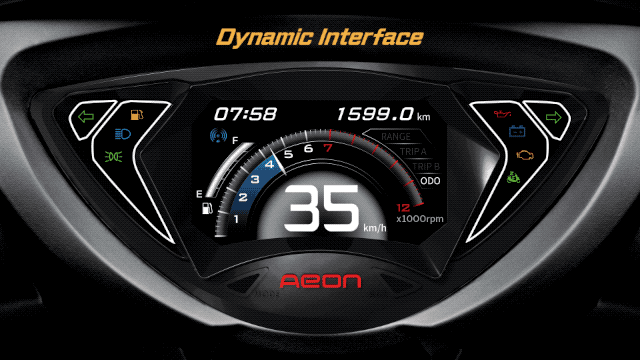 Dynamic Interface
07:58
1599.0 km
F
E
1
2
3
4
5
6
7
12
x1000rpm
RANGE
TRIP A
TRIP B
ODO
35
km/h
AEON